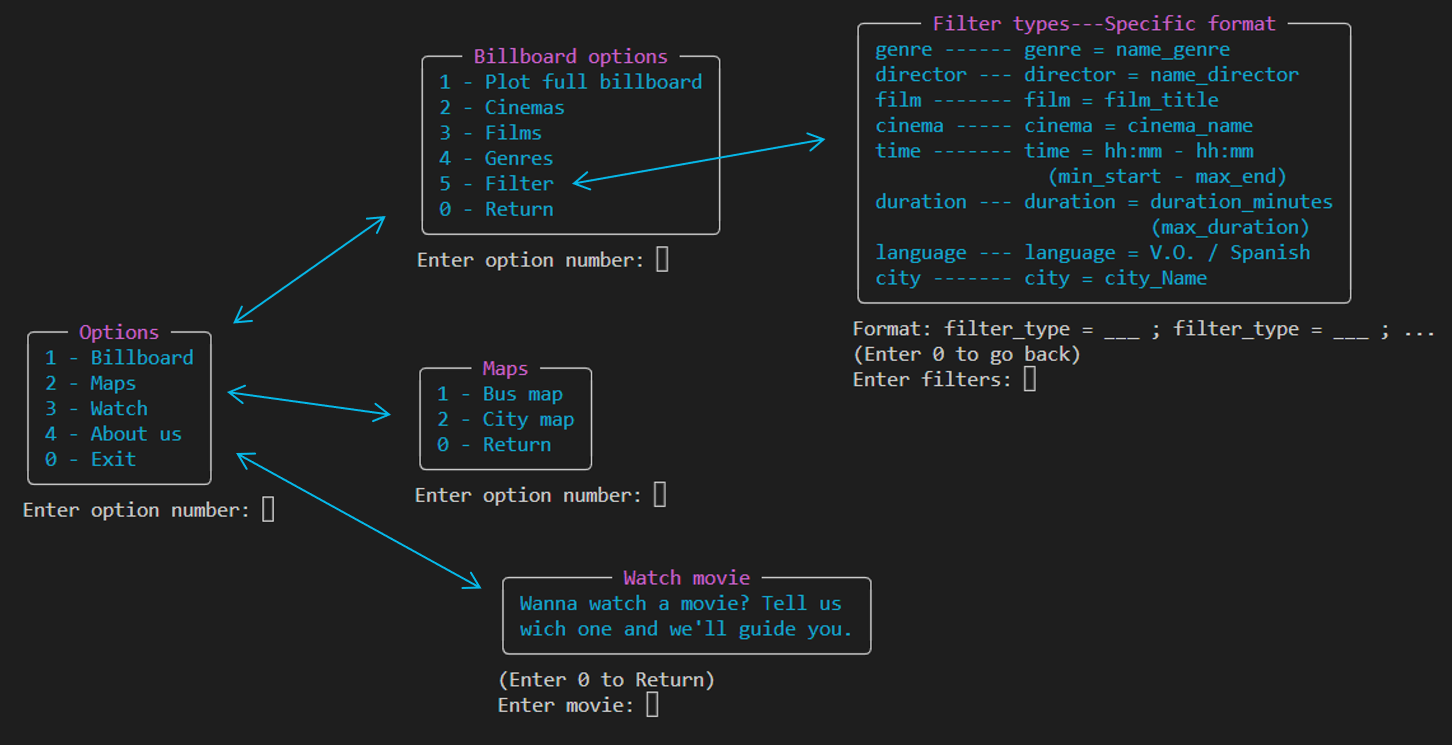 Options
1 - Billboard
2 - Maps
3 - Watch
4 - About us
0 - Exit
Enter option number:
Billboard options
1 - Plot full billboard
2 - Cinemas
3 - Films
4 - Genres
5 - Filter
0 - Return
Enter option number:
Filter types---Specific format
genre ------ genre = name_genre
director --- director = name_director
film ------- film = film_title
cinema ----- cinema = cinema_name
time ------- time = hh:mm - hh:mm
(min_start - max_end)
duration --- duration = duration_minutes
(max_duration)
language --- language = V.O. / Spanish
city ------- city = city_Name
Format: filter_type = ___ ; filter_type = ___ ; ...
(Enter 0 to go back)
Enter filters:
Maps
1 - Bus map
2 - City map
0 - Return
Enter option number:
Watch movie
Wanna watch a movie? Tell us
wich one and we'll guide you.
(Enter 0 to Return)
Enter movie: